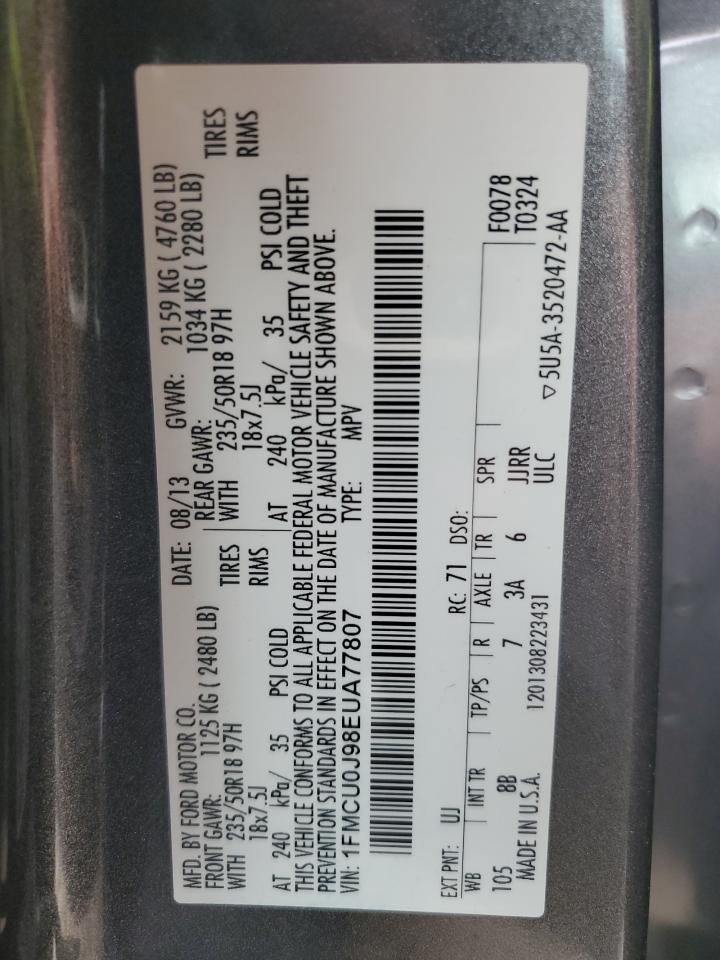 MFD. BY FORD MOTOR CO.
DATE: 08/13 GVWR: 2159 KG ( 4760 LB)
FRONT GAWR: 1125 KG ( 2480 LB) REAR GAWR: 1034 KG ( 2280 LB)
WITH 235/50R18 97H TIRES WITH 235/50R18 97H TIRES
18x7.5J RIMS 18x7.5J RIMS
AT 240 kPa/ 35 PSI COLD AT 240 kPa/ 35 PSI COLD
THIS VEHICLE CONFORMS TO ALL APPLICABLE FEDERAL MOTOR VEHICLE SAFETY AND THEFT
PREVENTION STANDARDS IN EFFECT ON THE DATE OF MANUFACTURE SHOWN ABOVE.
VIN: 1FMCU0J98EUA77807 TYPE: MPV
EXT PNT: UJ RC: 71 DSO:
WB INT TR TP/PS R AXLE TR SPR F0078
105 8B 7 3A 6 JJRR T0324
MADE IN U.S.A. 1201308223431 ULC ▽5U5A-3520472-AA